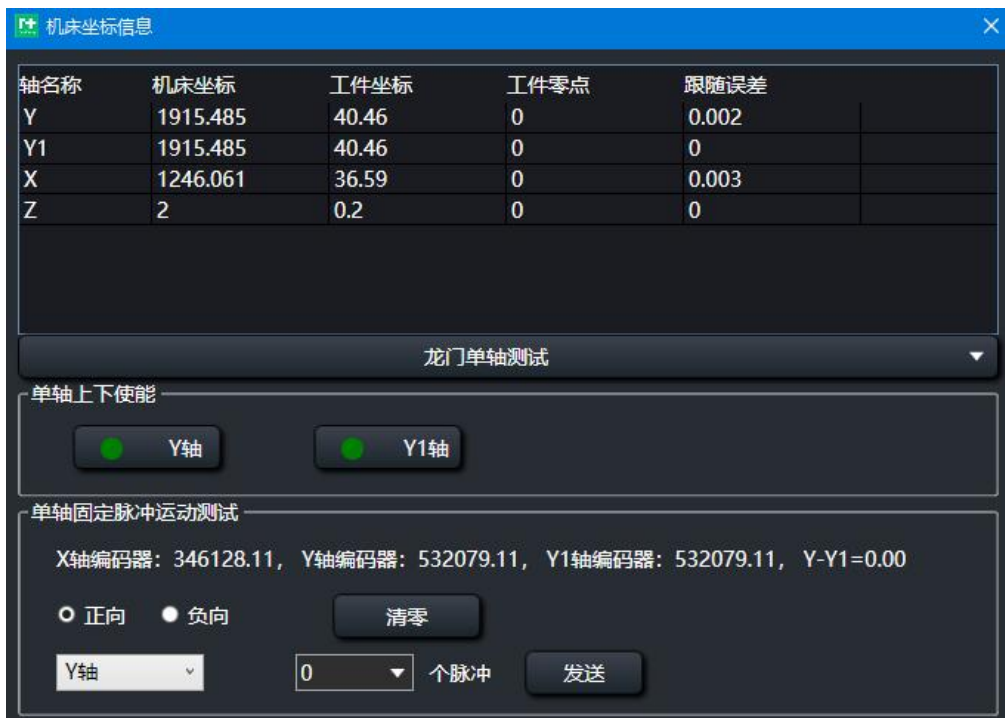 机床坐标信息
轴名称 机床坐标 工件坐标 工件零点 跟随误差
Y 1915.485 40.46 0 0.002
Y1 1915.485 40.46 0 0
X 1246.061 36.59 0 0.003
Z 2 0.2 0 0
龙门单轴测试
单轴上下使能
Y轴 Y1轴
单轴固定脉冲运动测试
X轴编码器：346128.11， Y轴编码器：532079.11， Y1轴编码器：532079.11， Y-Y1=0.00
正向 负向 清零
Y轴 0 个脉冲 发送